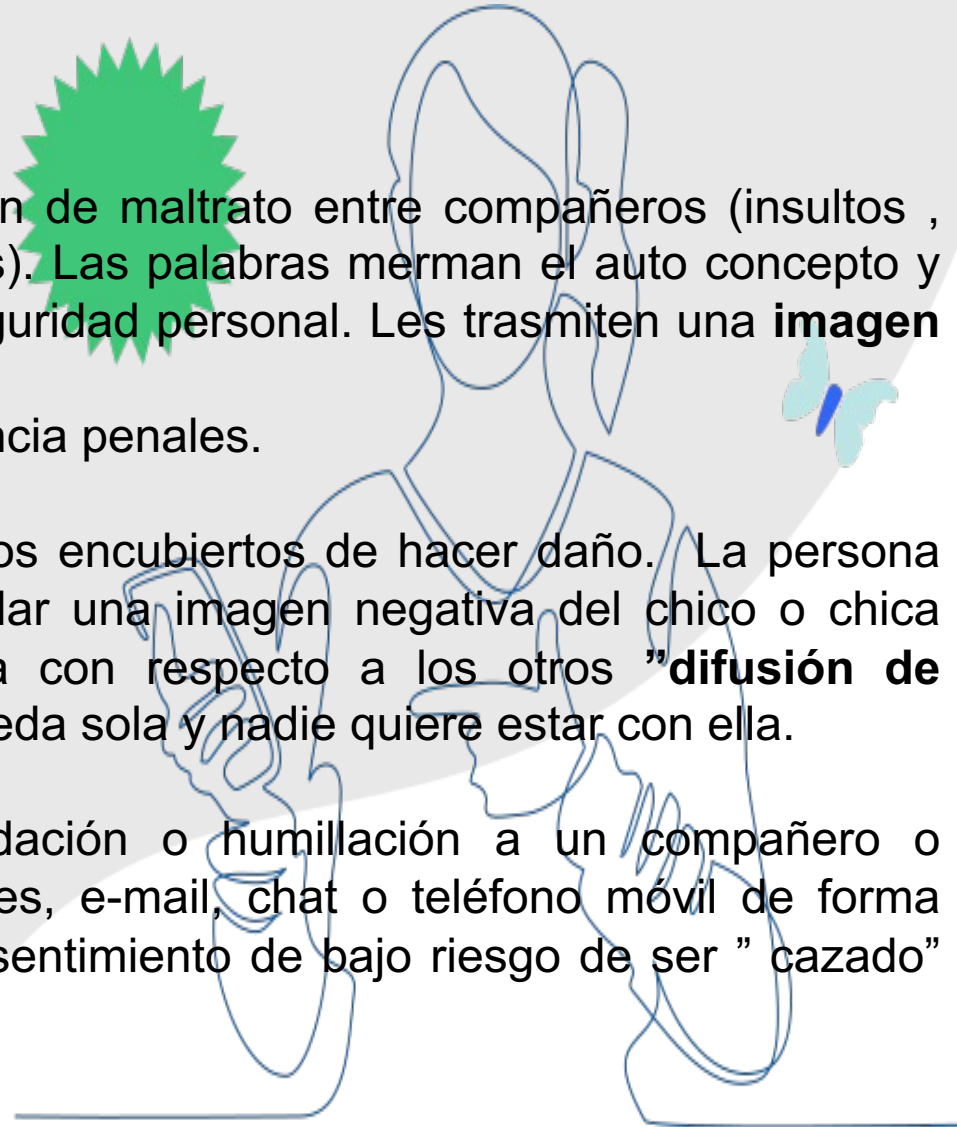 n de maltrato entre compañeros (insultos ,
s). Las palabras merman el auto concepto y
guridad personal. Les trasmiten una imagen
ncia penales.
os encubiertos de hacer daño. La persona
dar una imagen negativa del chico o chica
a con respecto a los otros ”difusión de
eda sola y nadie quiere estar con ella.
dación o humillación a un compañero o
es, e-mail, chat o teléfono móvil de forma
sentimiento de bajo riesgo de ser ” cazado”